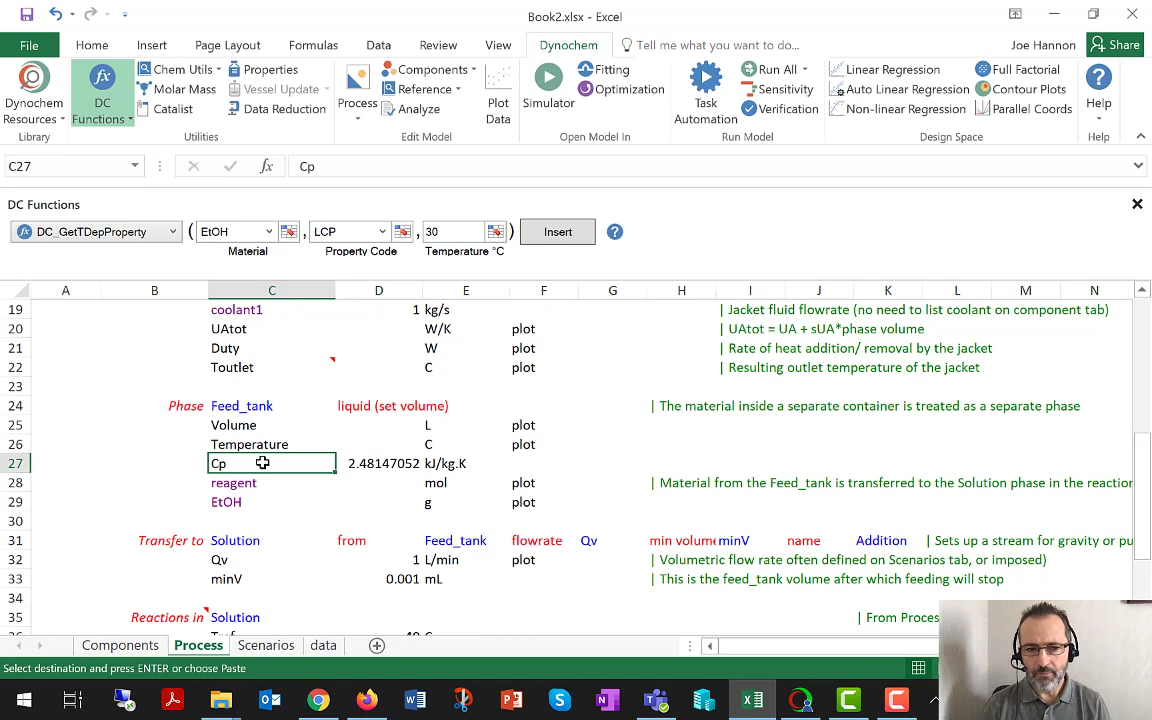 Book2.xlsx - Excel
File Home Insert Page Layout Formulas Data Review View Dynochem Tell me what you want to do... Joe Hannon Share
Dynochem Resources
Library
DC Functions
Chem Utils
Molar Mass
Catalist
Properties
Vessel Update
Data Reduction
Utilities
Process
Components
Reference
Analyze
Edit Model
Plot Data
Simulator
Fitting
Optimization
Open Model In
Task Automation
Run All
Sensitivity
Verification
Run Model
Linear Regression
Auto Linear Regression
Non-linear Regression
Full Factorial
Contour Plots
Parallel Coords
Design Space
Help
Help
C27 fx Cp
DC Functions
DC_GetTDepProperty ( EtOH , LCP , 30 ) Insert ?
Material Property Code Temperature °C
A B C D E F G H I J K L M N
19 coolant1 1 kg/s | Jacket fluid flowrate (no need to list coolant on component tab)
20 UAtot W/K plot | UAtot = UA + sUA*phase volume
21 Duty W plot | Rate of heat addition/ removal by the jacket
22 Toutlet C plot | Resulting outlet temperature of the jacket
23
24 Phase Feed_tank liquid (set volume) | The material inside a separate container is treated as a separate phase
25 Volume L plot
26 Temperature C plot
27 Cp 2.48147052 kJ/kg.K
28 reagent mol plot | Material from the Feed_tank is transferred to the Solution phase in the reaction
29 EtOH g plot
30
31 Transfer to Solution from Feed_tank flowrate Qv min volume minV name Addition | Sets up a stream for gravity or pu
32 Qv 1 L/min plot | Volumetric flow rate often defined on Scenarios tab, or imposed)
33 minV 0.001 mL | This is the feed_tank volume after which feeding will stop
34
35 Reactions in Solution | From Proces
Components Process Scenarios data
Select destination and press ENTER or choose Paste